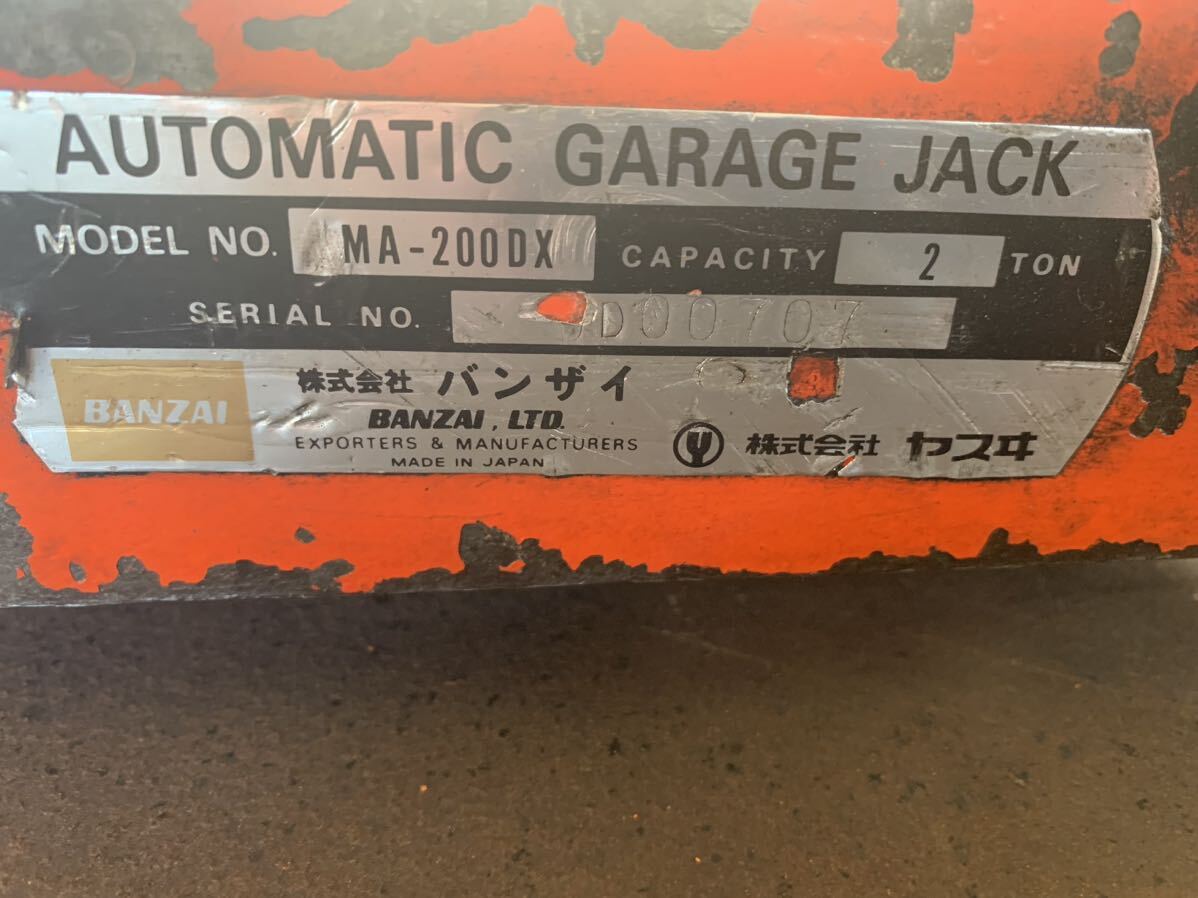 AUTOMATIC GARAGE JACK
MODEL NO. MA-200DX CAPACITY 2 TON
SERIAL NO. D00707
BANZAI
株式会社 バンザイ
BANZAI, LTD.
EXPORTERS & MANUFACTURERS
MADE IN JAPAN
株式会社 ヤスヰ